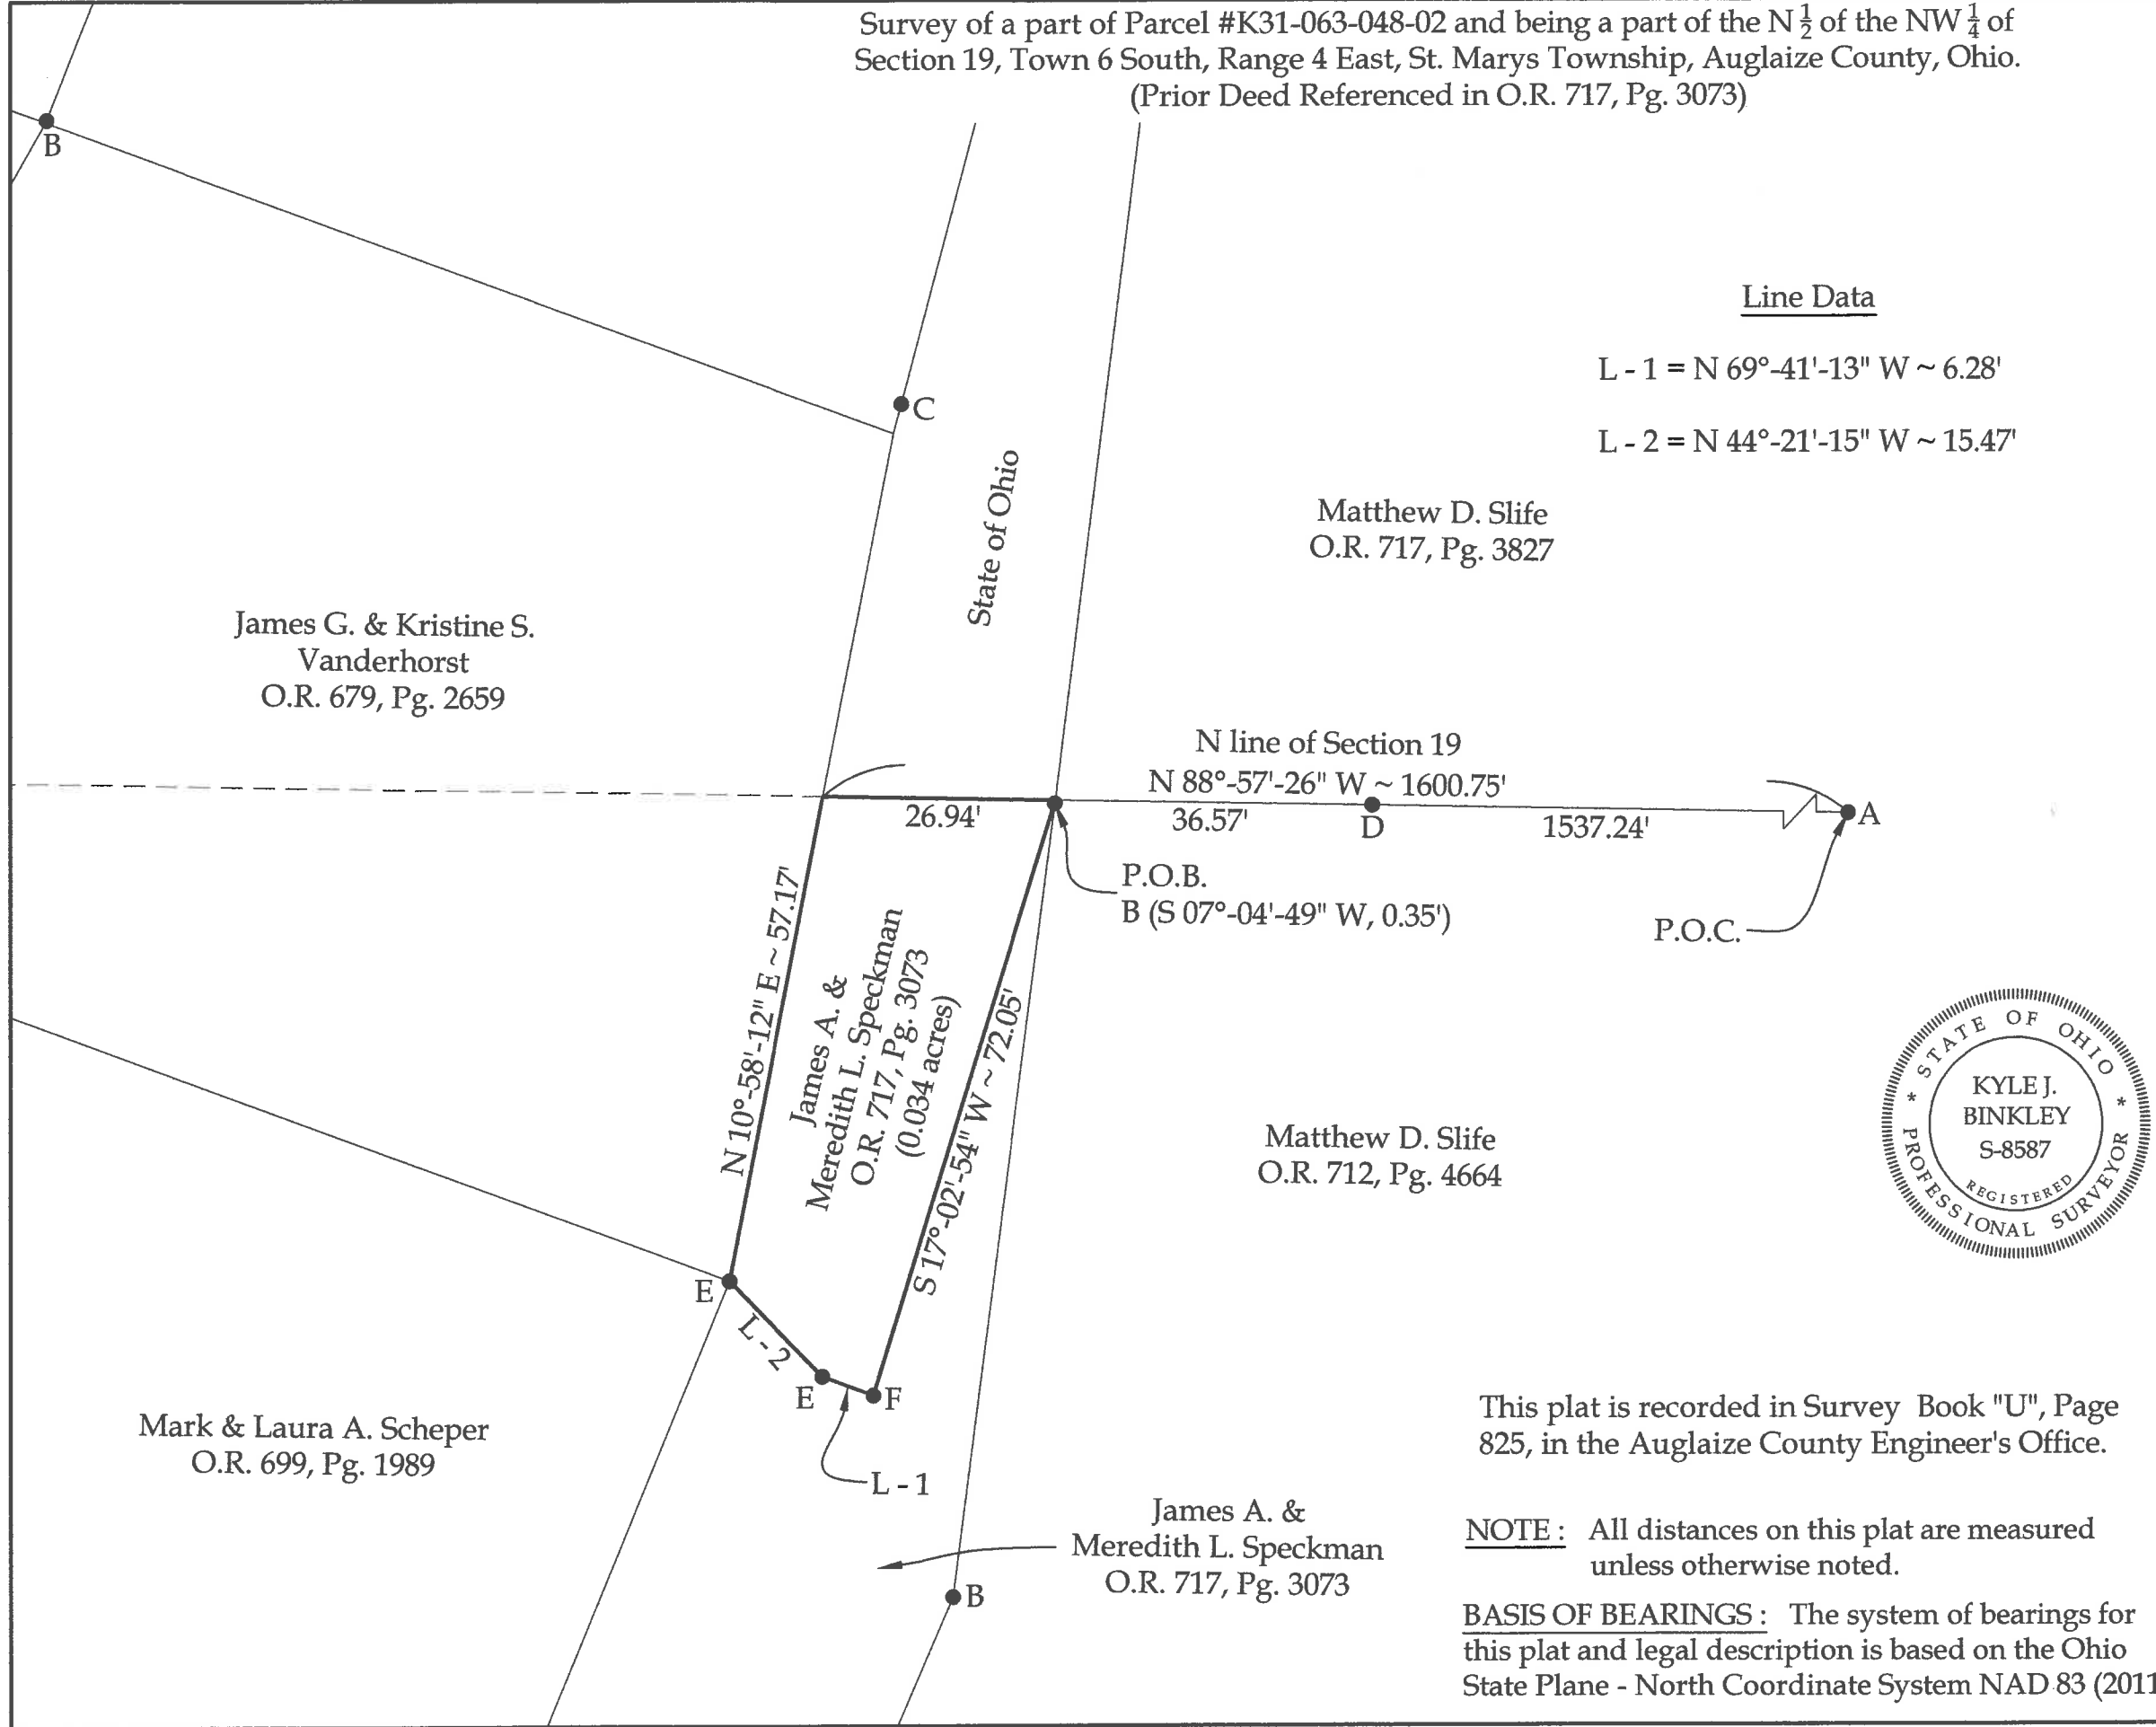 Survey of a part of Parcel #K31-063-048-02 and being a part of the N 1/2 of the NW 1/4 of
Section 19, Town 6 South, Range 4 East, St. Marys Township, Auglaize County, Ohio.
(Prior Deed Referenced in O.R. 717, Pg. 3073)
B
Line Data
L - 1 = N 69°-41'-13" W ~ 6.28'
L - 2 = N 44°-21'-15" W ~ 15.47'
C
State of Ohio
Matthew D. Slife
O.R. 717, Pg. 3827
James G. & Kristine S.
Vanderhorst
O.R. 679, Pg. 2659
N line of Section 19
N 88°-57'-26" W ~ 1600.75'
26.94'
36.57'
D
1537.24'
A
P.O.B.
B (S 07°-04'-49" W, 0.35')
P.O.C.
N 10°-58'-12" E ~ 57.17'
James A. &
Meredith L. Speckman
O.R. 717, Pg. 3073
(0.034 acres)
S 17°-02'-54" W ~ 72.05'
STATE OF OHIO
KYLE J.
BINKLEY
S-8587
REGISTERED
* PROFESSIONAL SURVEYOR *
Matthew D. Slife
O.R. 712, Pg. 4664
E
L - 2
E
F
L - 1
Mark & Laura A. Scheper
O.R. 699, Pg. 1989
This plat is recorded in Survey Book "U", Page
825, in the Auglaize County Engineer's Office.
James A. &
Meredith L. Speckman
O.R. 717, Pg. 3073
B
NOTE : All distances on this plat are measured
unless otherwise noted.
BASIS OF BEARINGS : The system of bearings for
this plat and legal description is based on the Ohio
State Plane - North Coordinate System NAD 83 (2011